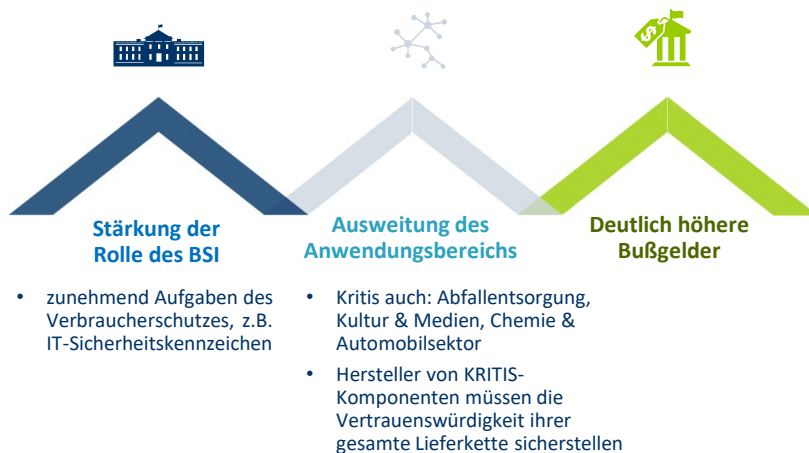 Stärkung der
Rolle des BSI
• zunehmend Aufgaben des
Verbraucherschutzes, z.B.
IT-Sicherheitskennzeichen
Ausweitung des
Anwendungsbereichs
• Kritis auch: Abfallentsorgung,
Kultur & Medien, Chemie &
Automobilsektor
• Hersteller von KRITIS-
Komponenten müssen die
Vertrauenswürdigkeit ihrer
gesamte Lieferkette sicherstellen
Deutlich höhere
Bußgelder
$